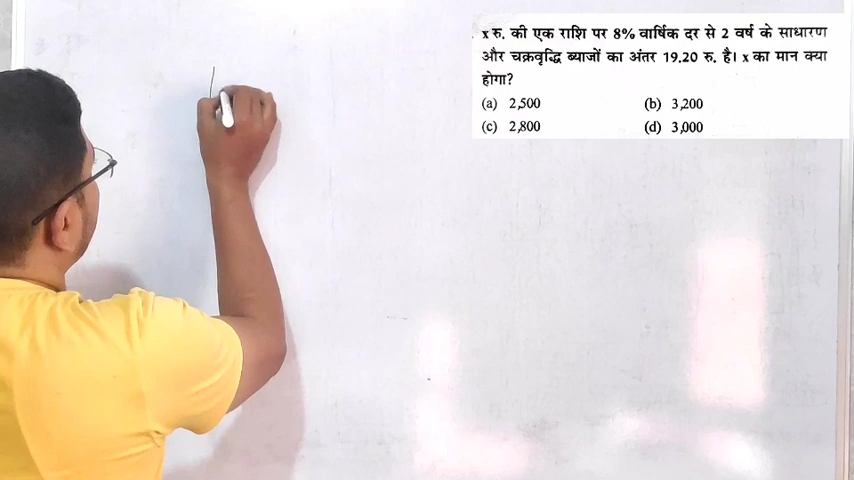 x रु. की एक राशि पर 8% वार्षिक दर से 2 वर्ष के साधारण
और चक्रवृद्धि ब्याजों का अंतर 19.20 रु. है। x का मान क्या
होगा?
(a) 2,500 (b) 3,200
(c) 2,800 (d) 3,000